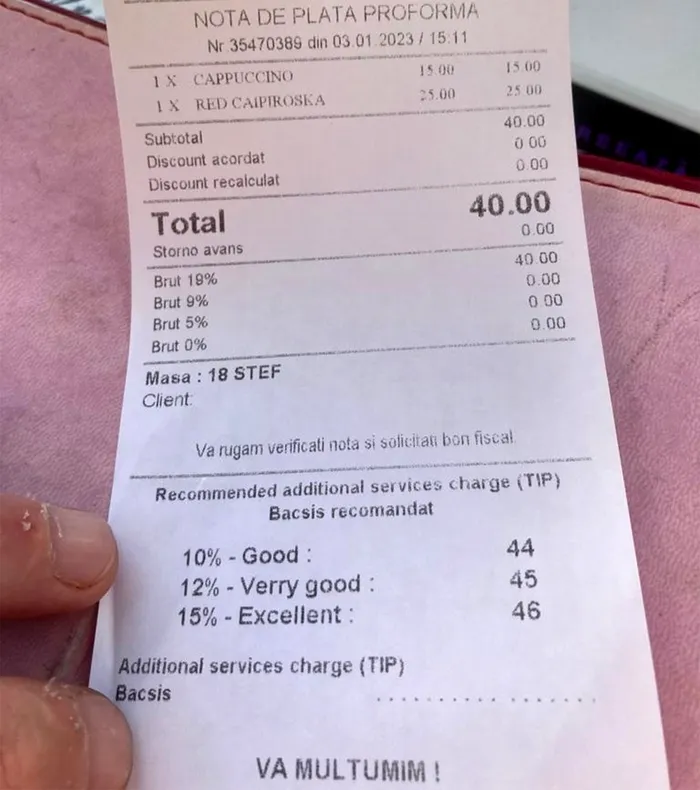 NOTA DE PLATA PROFORMA
Nr.35470389 din 03.01.2023 / 15:11
1 X CAPPUCCINO 15.00 15.00
1 X RED CAIPIROSKA 25.00 25.00
Subtotal 40.00
Discount acordat 0.00
Discount recalculat 0.00
Total 40.00
Storno avans 0.00
Brut 19% 40.00
Brut 9% 0.00
Brut 5% 0.00
Brut 0% 0.00
Masa : 18 STEF
Client:
Va rugam verificati nota si solicitati bon fiscal.
Recommended additional services charge (TIP)
Bacsis recomandat
10% - Good : 44
12% - Verry good : 45
15% - Excellent : 46
Additional services charge (TIP)
Bacsis ..................
VA MULTUMIM !